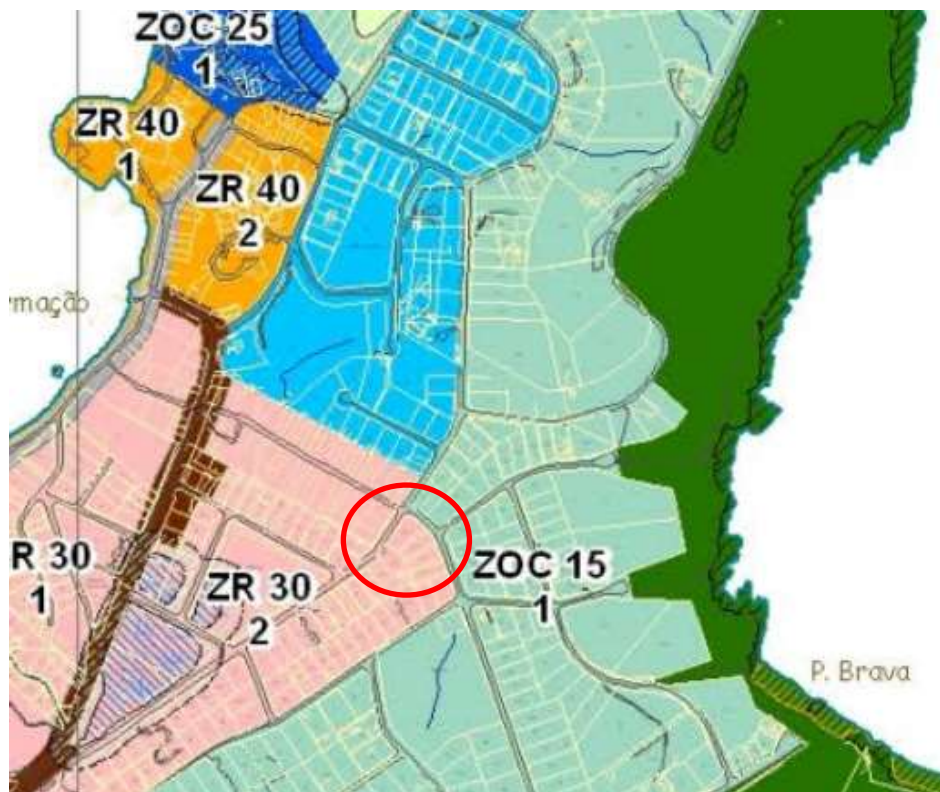 ZOC 25
1
ZR 40
1
ZR 40
2
rmação
R 30
1
ZR 30
2
ZOC 15
1
P. Brava